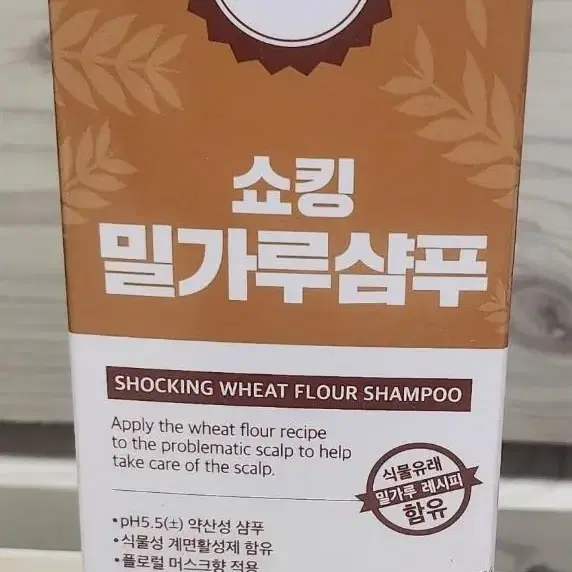 쇼킹
밀가루샴푸
SHOCKING WHEAT FLOUR SHAMPOO
Apply the wheat flour recipe
to the problematic scalp to help
take care of the scalp.
식물유래
밀가루 레시피
함유
•pH5.5(±) 약산성 샴푸
•식물성 계면활성제 함유
•플로럴 머스크향 적용